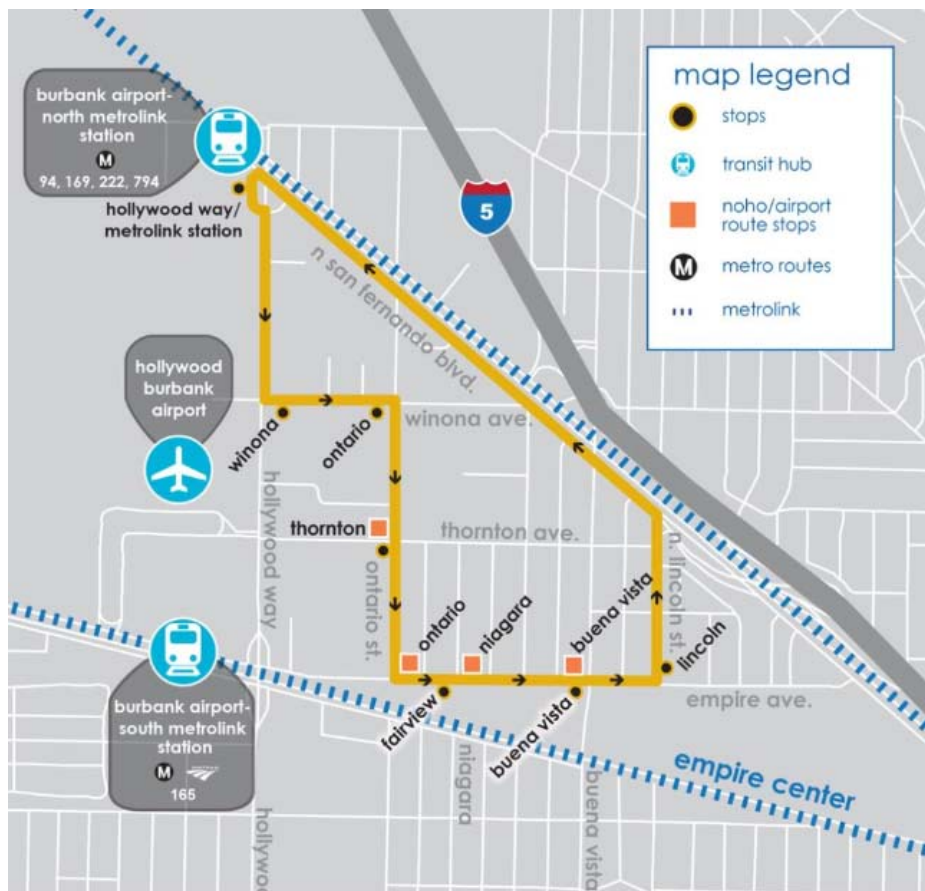 burbank airport-
north metrolink
station
M
94, 169, 222, 794
hollywood way/
metrolink station
map legend
stops
transit hub
noho/airport
route stops
M
metro routes
metrolink
5
n san fernando blvd.
hollywood
burbank
airport
winona
ontario
winona ave.
hollywood way
thornton
thornton ave.
ontario st.
ontario
niagara
buena vista
n. lincoln st.
lincoln
fairview
buena vista
empire ave.
burbank airport-
south metrolink
station
M
165
niagara
buena vista
empire center
hollywood